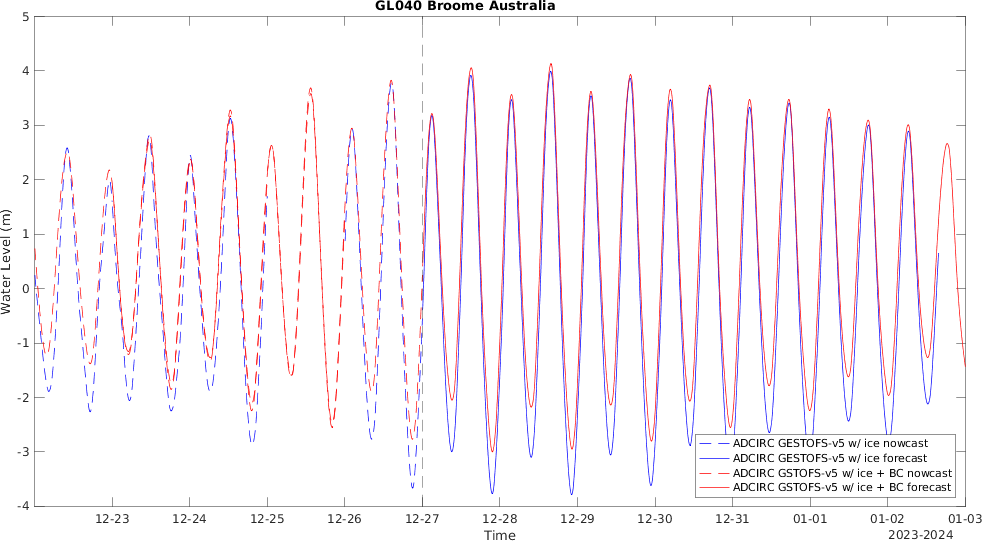 GL040 Broome Australia
5
4
3
2
1
0
-1
-2
-3
-4
Water Level (m)
ADCIRC GESTOFS-v5 w/ ice nowcast
ADCIRC GESTOFS-v5 w/ ice forecast
ADCIRC GSTOFS-v5 w/ ice + BC nowcast
ADCIRC GSTOFS-v5 w/ ice + BC forecast
12-23 12-24 12-25 12-26 12-27 12-28 12-29 12-30 12-31 01-01 01-02 01-03
Time
2023-2024